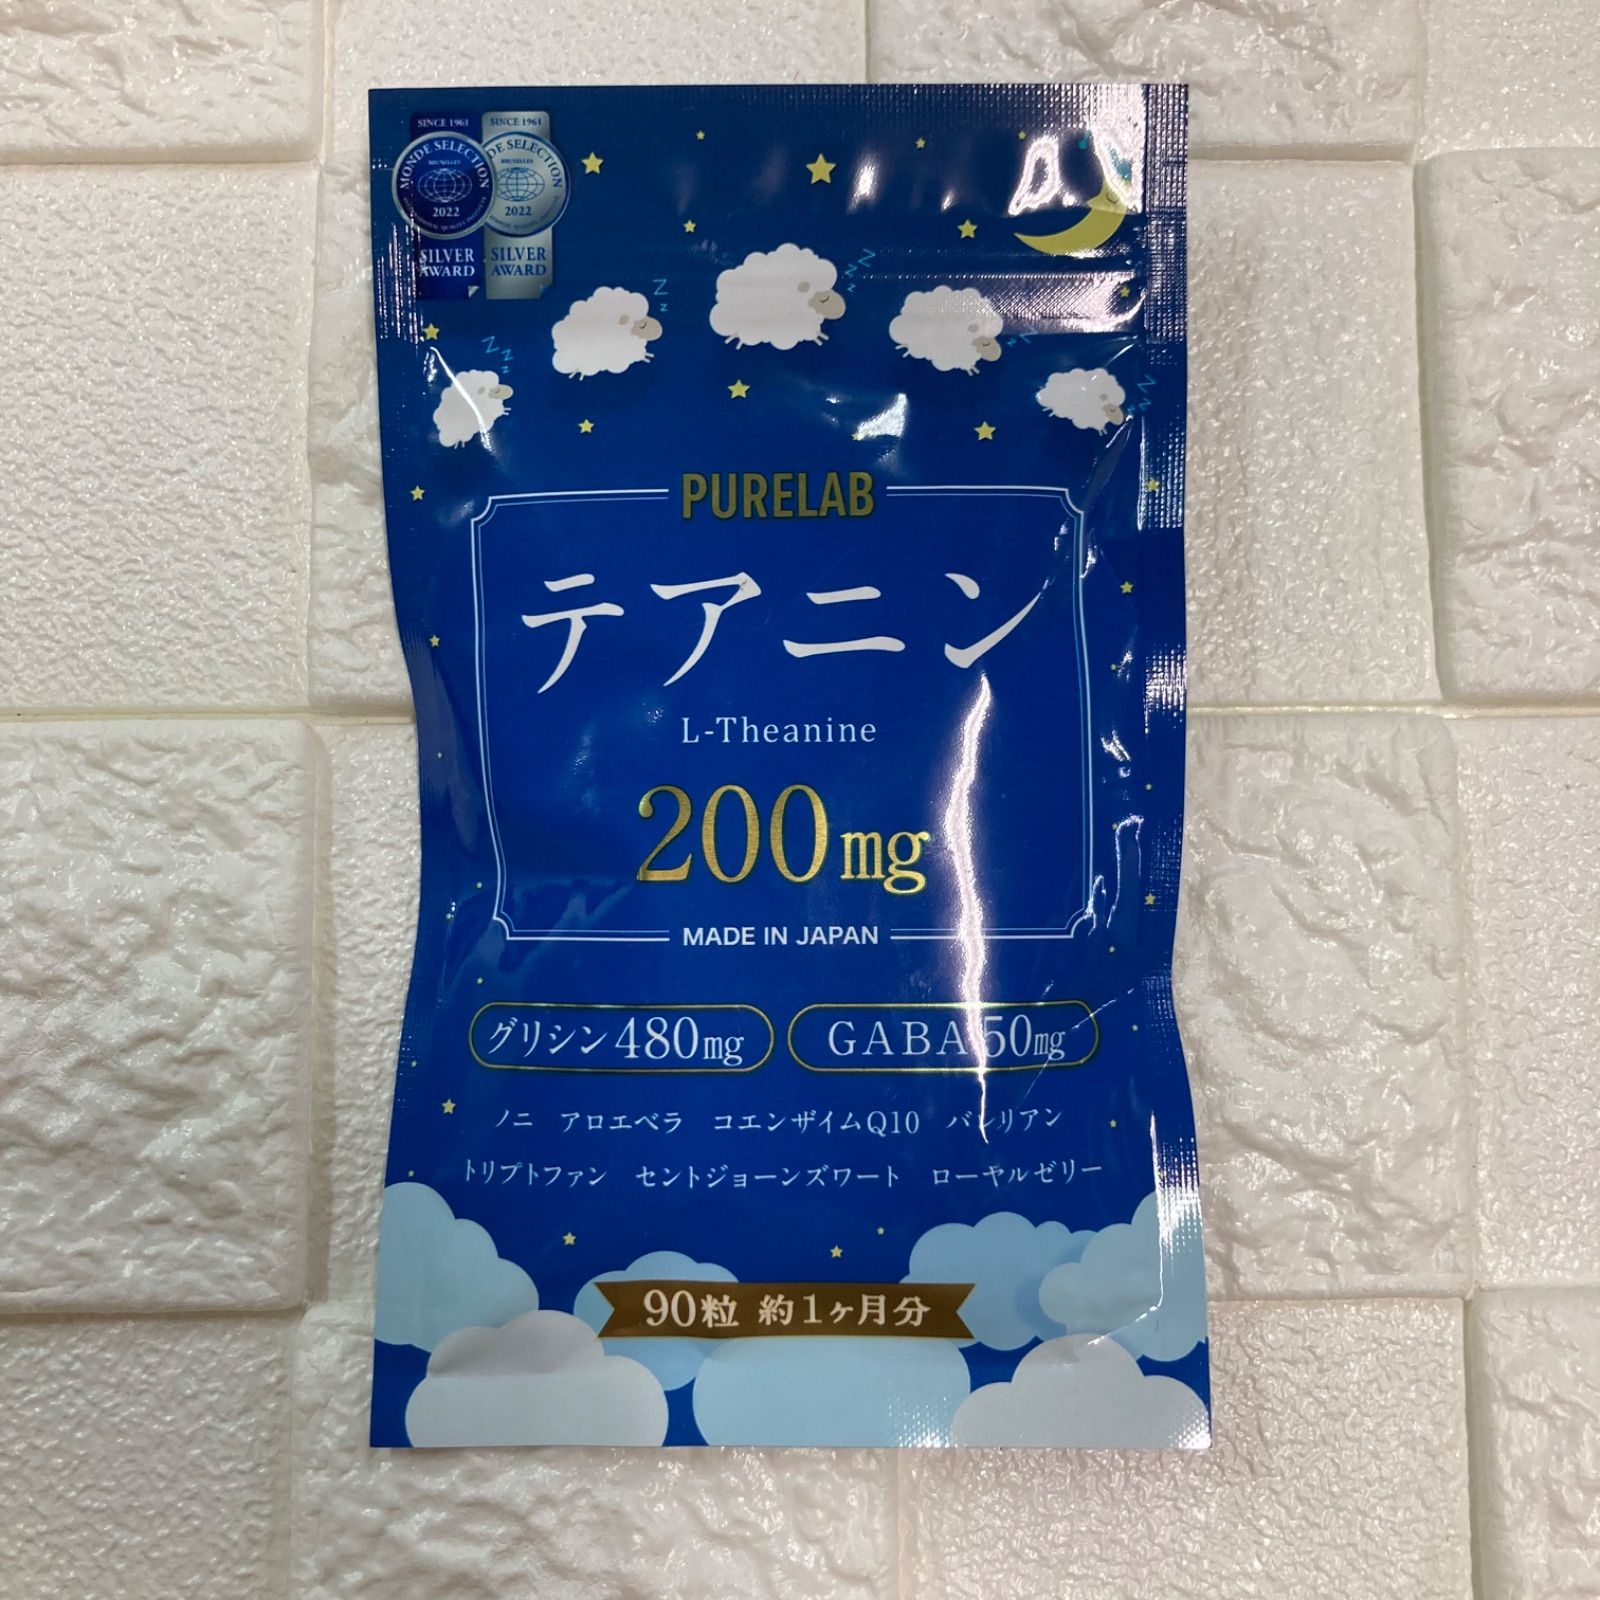 SINCE 1961
SINCE 1961
MONDE SELECTION
DE SELECTION
BRUXELLES
BRUXELLES
2022
2022
SILVER AWARD
SILVER AWARD
z z
z z z
z z z
z z
z z z
PURELAB
テアニン
L-Theanine
200mg
MADE IN JAPAN
グリシン480mg
GABA 50mg
ノニ アロエベラ コエンザイムQ10 バレリアン
トリプトファン セントジョーンズワート ローヤルゼリー
90粒 約1ヶ月分